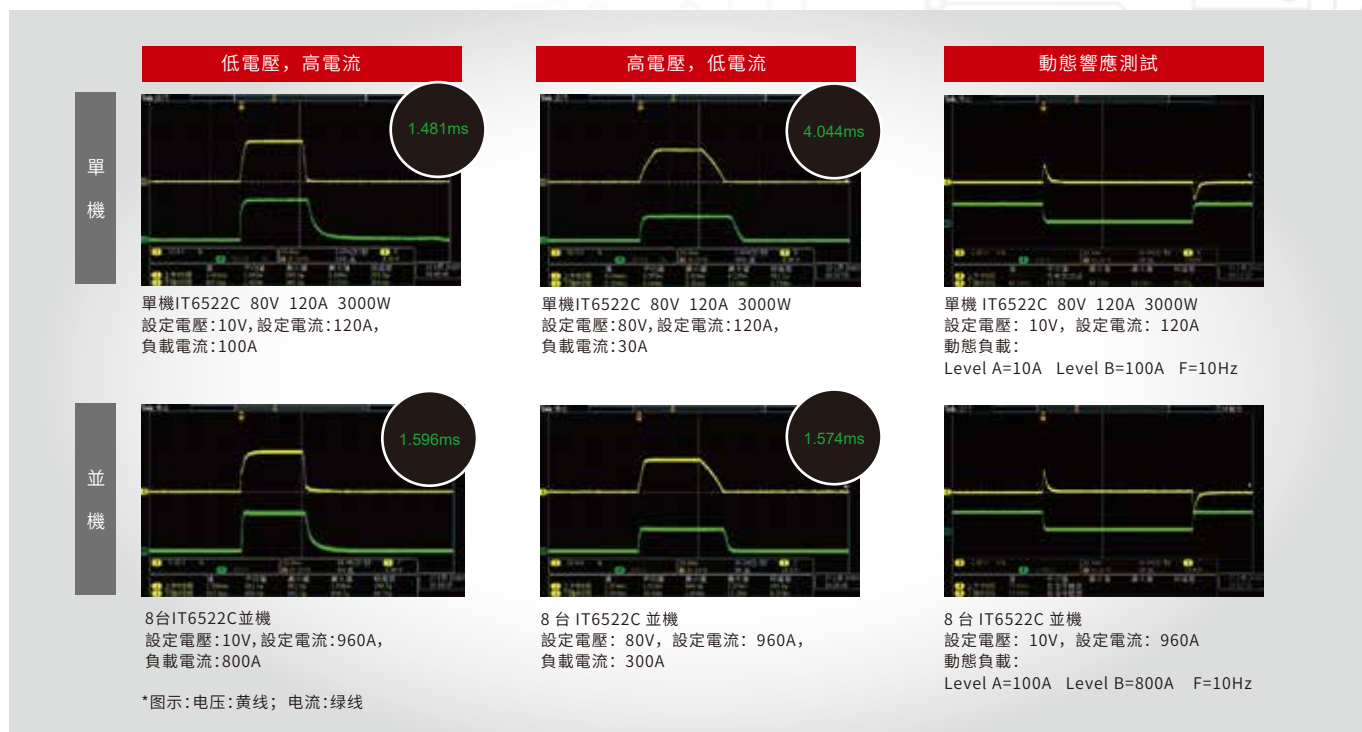 低電壓，高電流
高電壓，低電流
動態響應測試
單機
1.481ms
4.044ms
單機IT6522C 80V 120A 3000W
設定電壓：10V，設定電流：120A，
負載電流：100A
單機IT6522C 80V 120A 3000W
設定電壓：80V，設定電流：120A，
負載電流：30A
單機 IT6522C 80V 120A 3000W
設定電壓： 10V， 設定電流： 120A
動態負載：
Level A=10A Level B=100A F=10Hz
並機
1.596ms
1.574ms
8台IT6522C並機
設定電壓：10V，設定電流：960A，
負載電流：800A
8 台 IT6522C 並機
設定電壓： 80V， 設定電流： 960A，
負載電流： 300A
8 台 IT6522C 並機
設定電壓： 10V， 設定電流： 960A
動態負載：
Level A=100A Level B=800A F=10Hz
*图示：电压：黄线； 电流：绿线